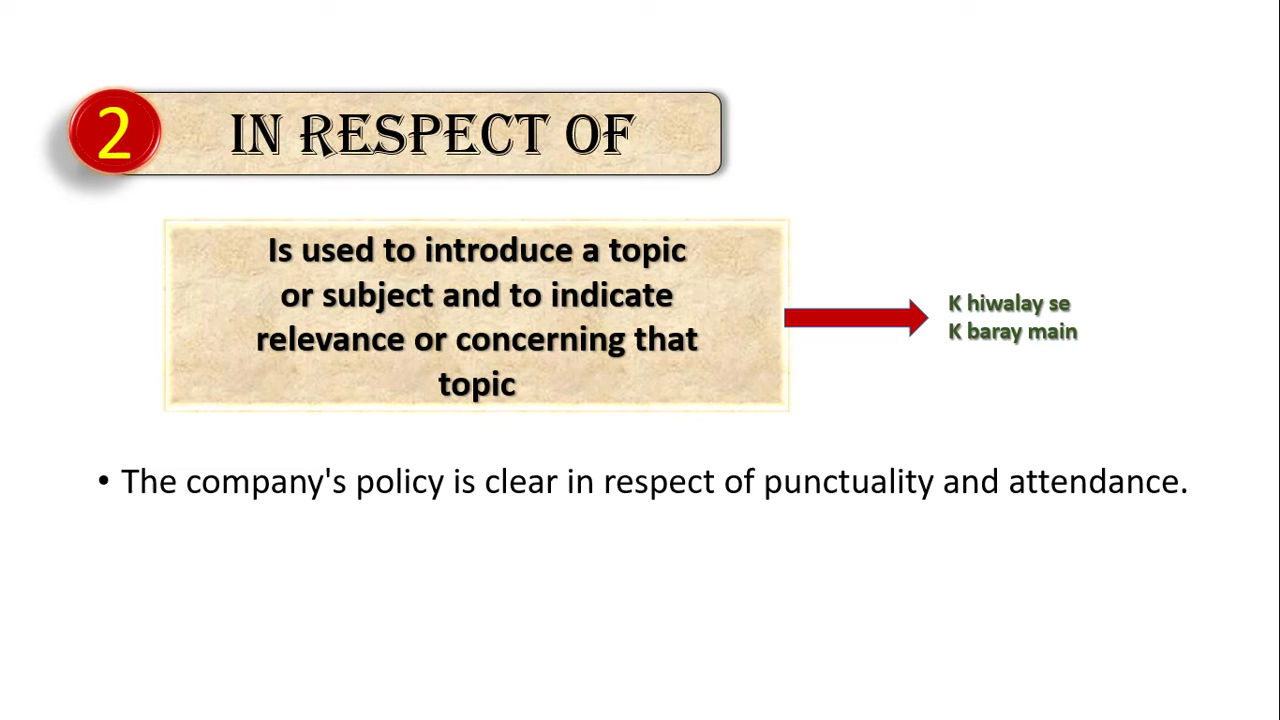 2
IN RESPECT OF
Is used to introduce a topic
or subject and to indicate
relevance or concerning that
topic
K hiwalay se
K baray main
• The company's policy is clear in respect of punctuality and attendance.